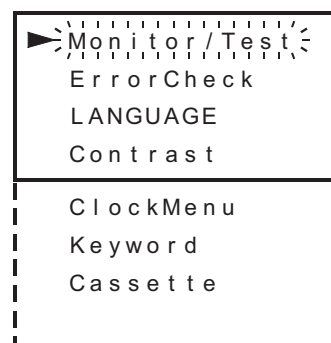 Monitor/Test
ErrorCheck
LANGUAGE
Contrast
ClockMenu
Keyword
Cassette